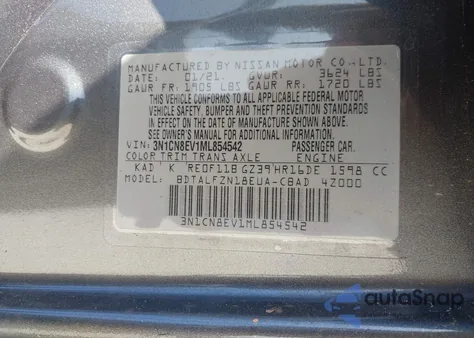 MANUFACTURED BY NISSAN MOTOR CO.,LTD.
DATE: 01/21 GVWR: 3624 LBS
GAWR FR: 1905 LBS GAWR RR: 1720 LBS
THIS VEHICLE CONFORMS TO ALL APPLICABLE FEDERAL MOTOR
VEHICLE SAFETY, BUMPER AND THEFT PREVENTION STANDARDS
IN EFFECT ON THE DATE OF MANUFACTURE SHOWN ABOVE.
SEE OWNER'S MANUAL FOR ADDITIONAL INFORMATION.
VIN: 3N1CN8EV1ML854542 PASSENGER CAR.
COLOR TRIM TRANS AXLE ENGINE
KAD K RE0F11B GZ39 HR16DE 1598 CC
MODEL: BDTALFZN18EUA-CBAD 4Z000
3N1CN8EV1ML854542
autoSnap